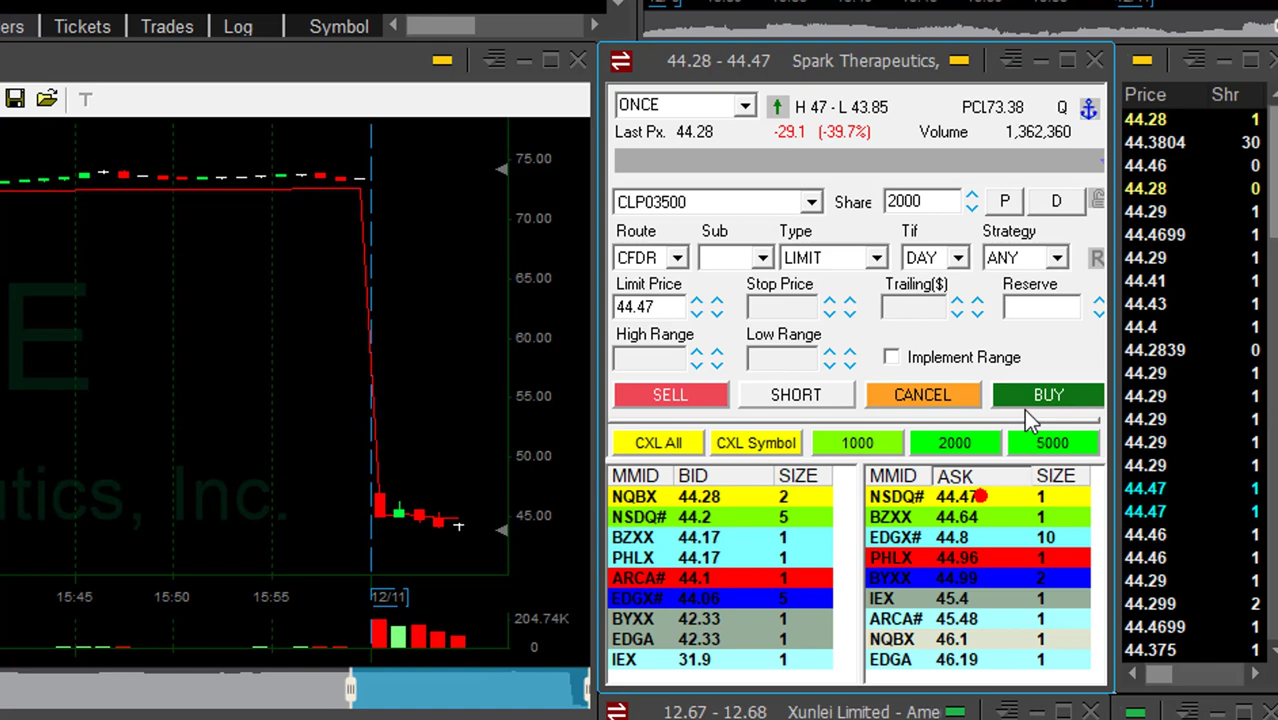 ers Tickets Trades Log Symbol
44.28 - 44.47 Spark Therapeutics,
T
75.00
70.00
65.00
60.00
55.00
50.00
45.00
E
eutics, Inc.
15:45 15:50 15:55 12/11
204.74K
0
ONCE H 47 - L 43.85 PCL73.38 Q
Last Px. 44.28 -29.1 (-39.7%) Volume 1,362,360
CLP03500 Share 2000 P D
Route Sub Type Tif Strategy
CFDR LIMIT DAY ANY R
Limit Price Stop Price Trailing($) Reserve
44.47
High Range Low Range
Implement Range
SELL SHORT CANCEL BUY
CXL All CXL Symbol 1000 2000 5000
MMID BID SIZE MMID ASK SIZE
NQBX 44.28 2 NSDQ# 44.47 1
NSDQ# 44.2 5 BZXX 44.64 1
BZXX 44.17 1 EDGX# 44.8 10
PHLX 44.17 1 PHLX 44.96 1
ARCA# 44.1 1 BYXX 44.99 2
EDGX# 44.06 5 IEX 45.4 1
BYXX 42.33 1 ARCA# 45.48 1
EDGA 42.33 1 NQBX 46.1 1
IEX 31.9 1 EDGA 46.19 1
12.67 - 12.68 Xunlei Limited - Ame
Price Shr
44.28 1
44.3804 30
44.46 0
44.28 0
44.29 1
44.4699 1
44.29 1
44.41 1
44.43 1
44.4 1
44.2839 0
44.29 1
44.29 1
44.29 1
44.29 1
44.29 1
44.47 1
44.47 1
44.46 1
44.46 1
44.29 1
44.299 2
44.4699 1
44.375 1